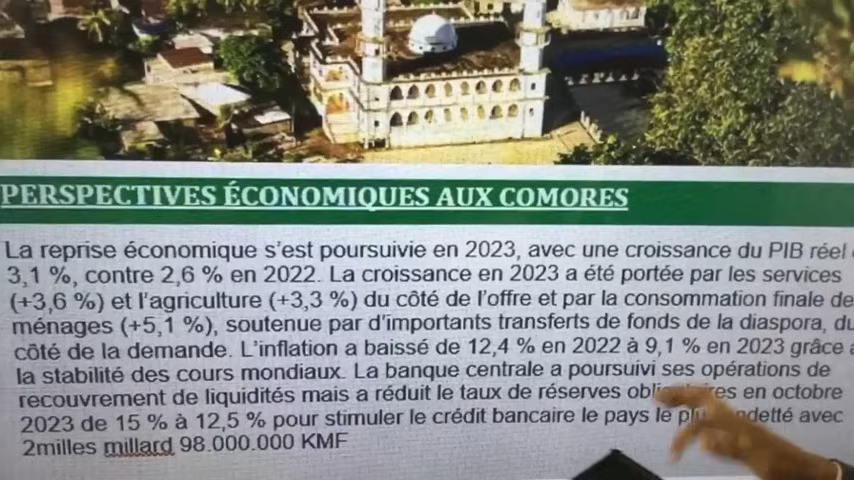 PERSPECTIVES ÉCONOMIQUES AUX COMORES
La reprise économique s'est poursuivie en 2023, avec une croissance du PIB réel
3,1 %, contre 2,6 % en 2022. La croissance en 2023 a été portée par les services
(+3,6 %) et l'agriculture (+3,3 %) du côté de l'offre et par la consommation finale de
ménages (+5,1 %), soutenue par d'importants transferts de fonds de la diaspora, du
côté de la demande. L'inflation a baissé de 12,4 % en 2022 à 9,1 % en 2023 grâce à
la stabilité des cours mondiaux. La banque centrale a poursuivi ses opérations de
recouvrement de liquidités mais a réduit le taux de réserves en octobre
2023 de 15 % à 12,5 % pour stimuler le crédit bancaire le pays le avec
2milles millard 98.000.000 KMF